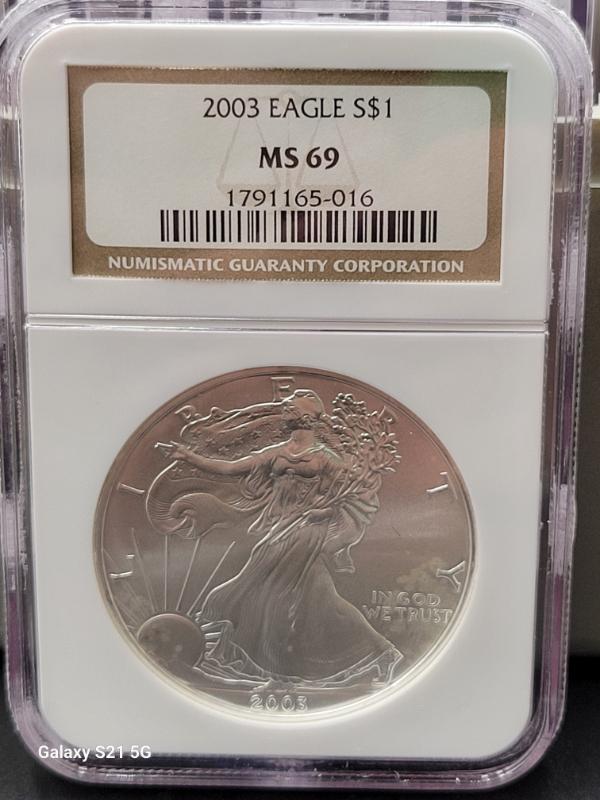 2003 EAGLE S$1
MS 69
1791165-016
NUMISMATIC GUARANTY CORPORATION
LIBERTY
IN GOD
WE TRUST
2003
Galaxy S21 5G